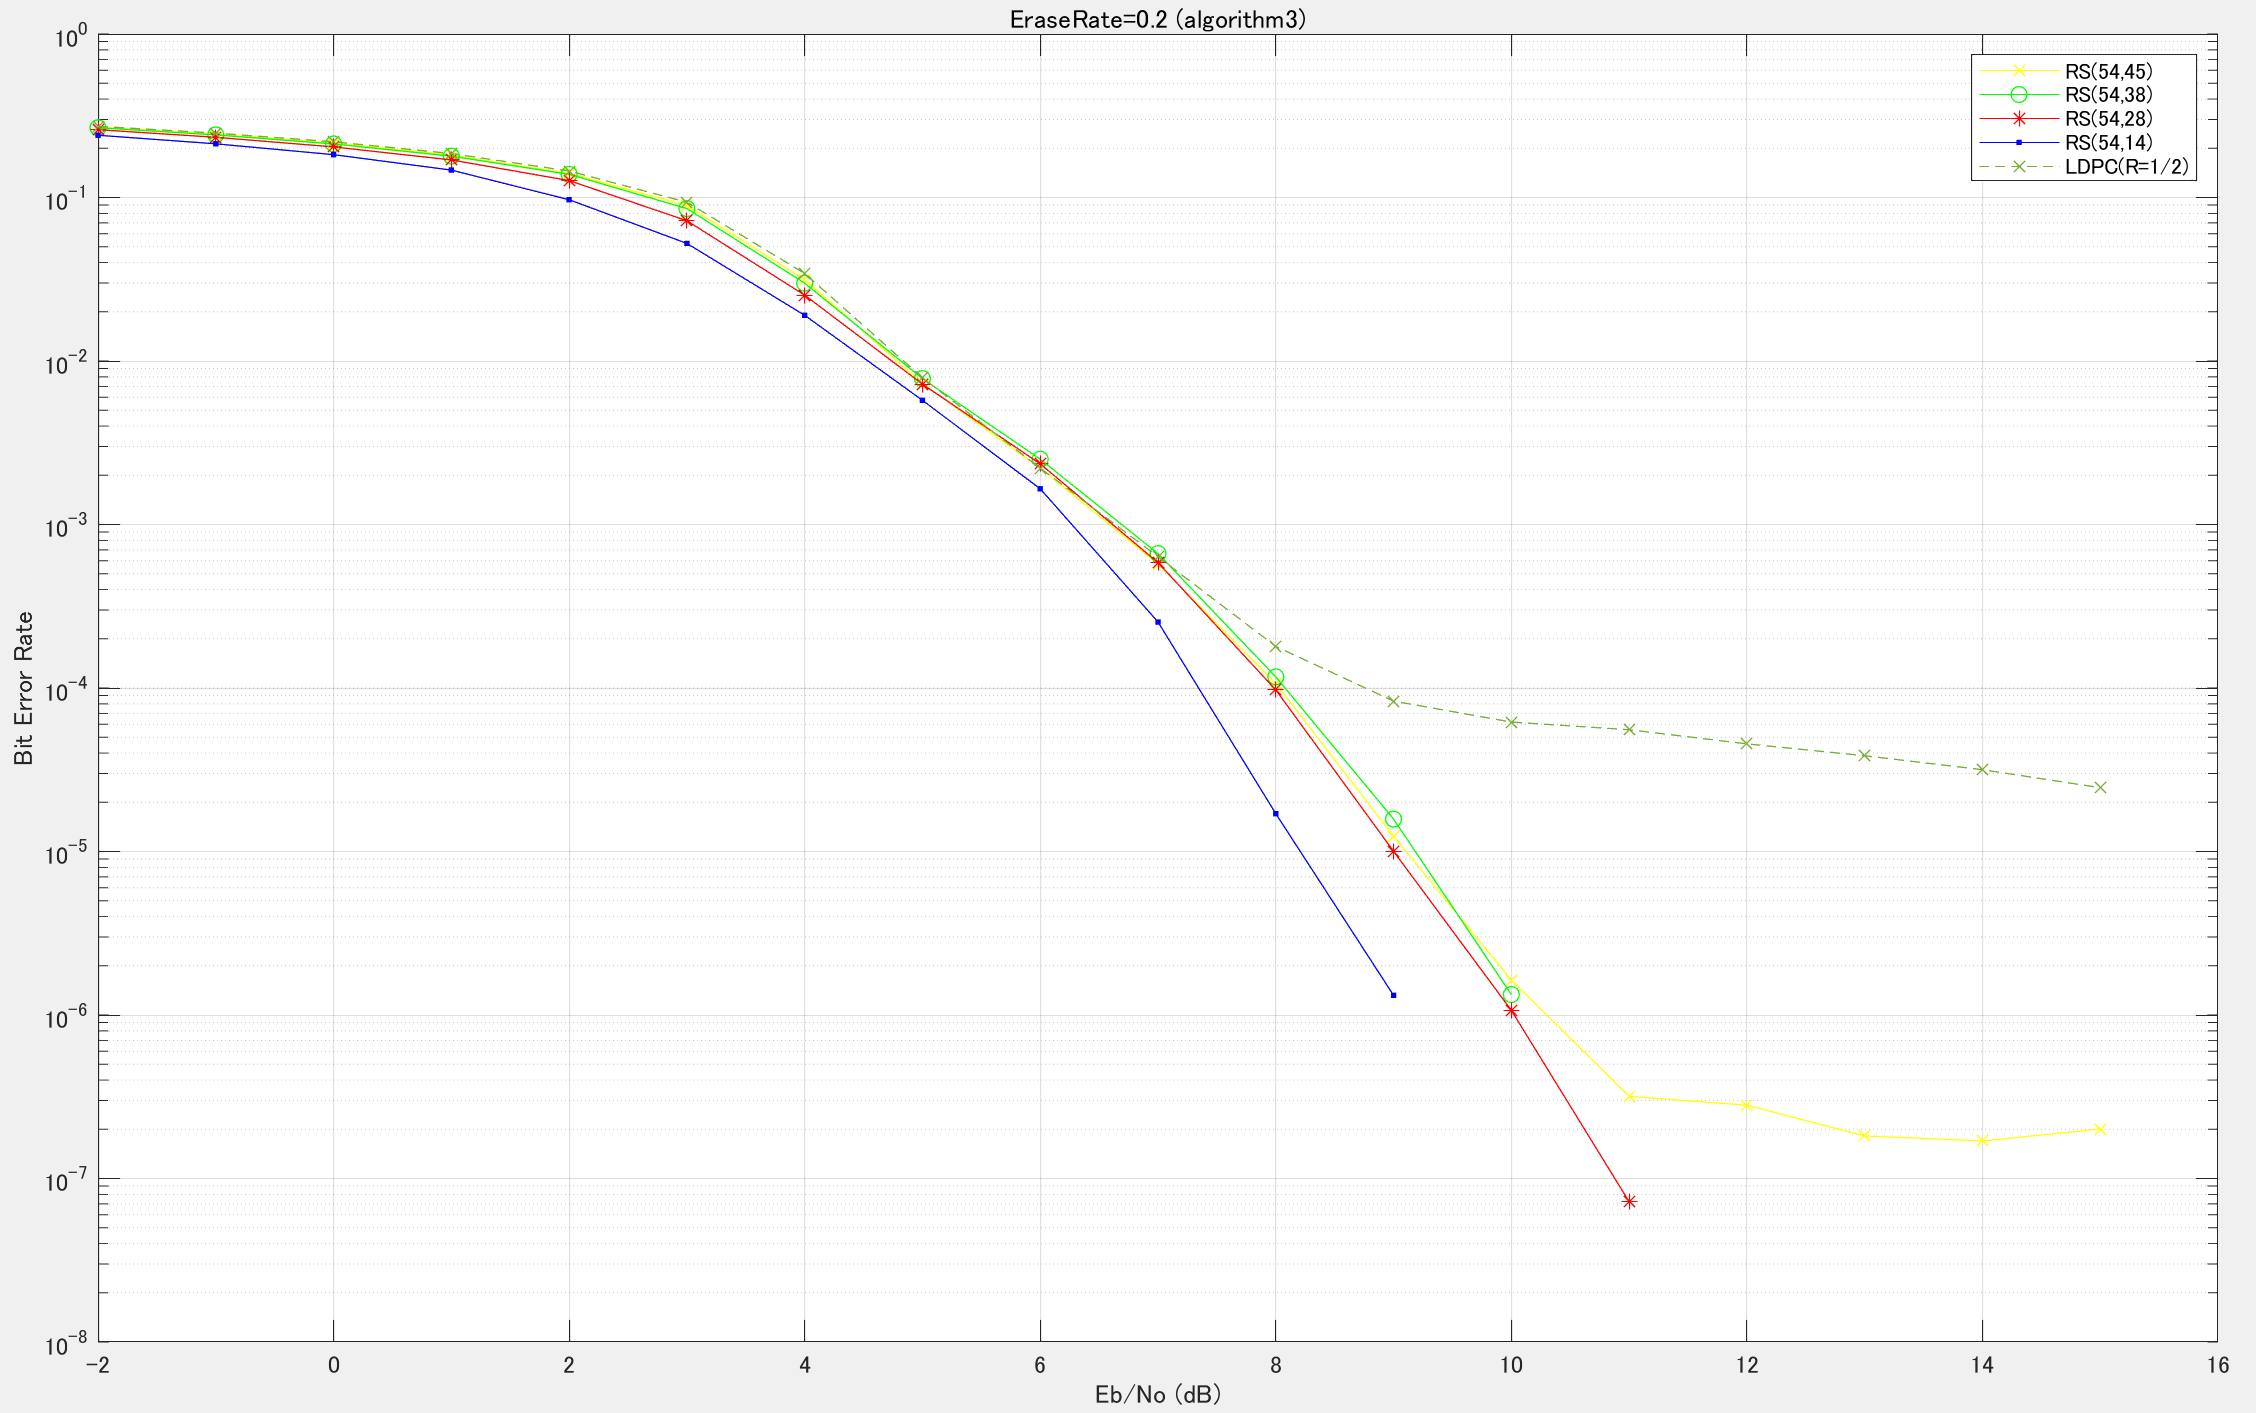 EraseRate=0.2 (algorithm3)
10^0
10^-1
10^-2
10^-3
10^-4
10^-5
10^-6
10^-7
10^-8
Bit Error Rate
RS(54,45)
RS(54,38)
RS(54,28)
RS(54,14)
LDPC(R=1/2)
-2 0 2 4 6 8 10 12 14 16
Eb/No (dB)